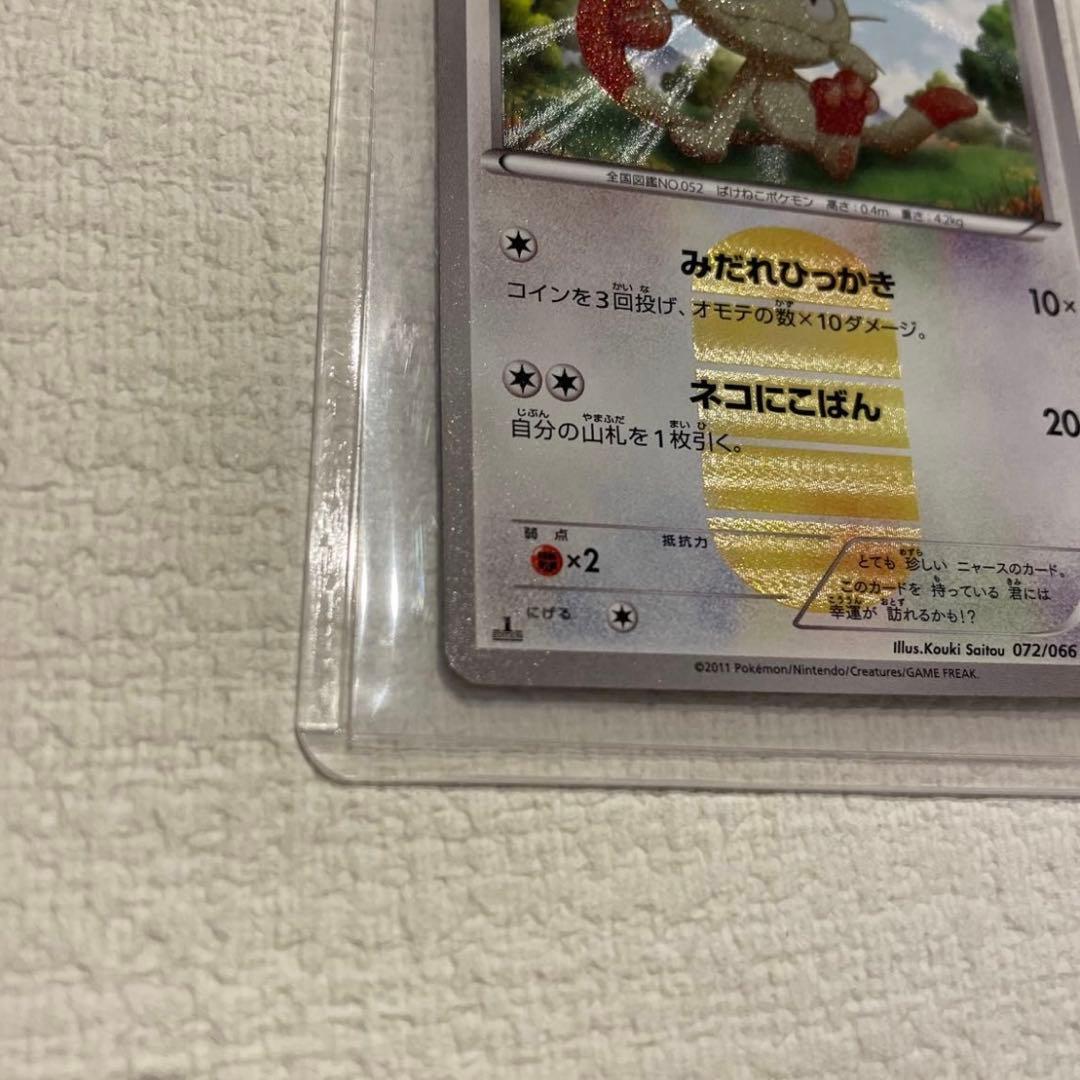 全国図鑑NO.052 ばけねこポケモン 高さ:0.4m 重さ:4.2kg
みだれひっかき 10×
コインを3回投げ、オモテの数×10ダメージ。
ネコにこばん 20
自分の山札を1枚引く。
弱点 抵抗力
×2
とても珍しいニャースのカード。
このカードを持っている君には
幸運が訪れるかも!?
にげる
1 EDITION
Illus.Kouki Saitou 072/066
©2011 Pokémon/Nintendo/Creatures/GAME FREAK.